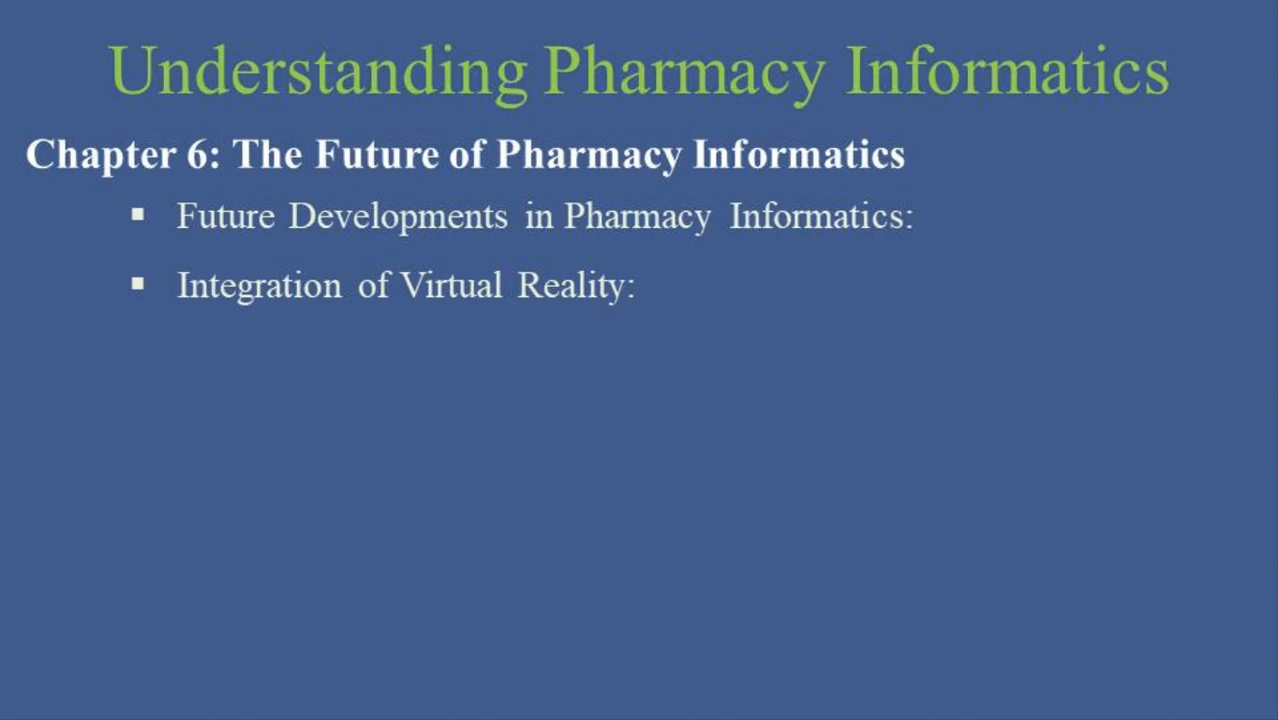 Understanding Pharmacy Informatics
Chapter 6: The Future of Pharmacy Informatics
▪ Future Developments in Pharmacy Informatics:
▪ Integration of Virtual Reality: